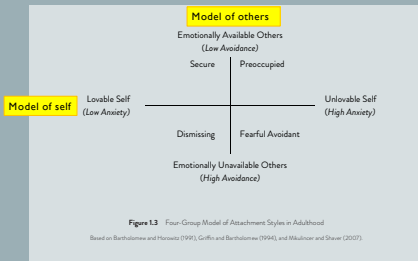 Model of others
Emotionally Available Others
(Low Avoidance)
Secure Preoccupied
Model of self
Lovable Self
(Low Anxiety)
Unlovable Self
(High Anxiety)
Dismissing Fearful Avoidant
Emotionally Unavailable Others
(High Avoidance)
Figure 1.3 Four-Group Model of Attachment Styles in Adulthood
Based on Bartholomew and Horowitz (1991), Griffin and Bartholomew (1994), and Mikulincer and Shaver (2007).